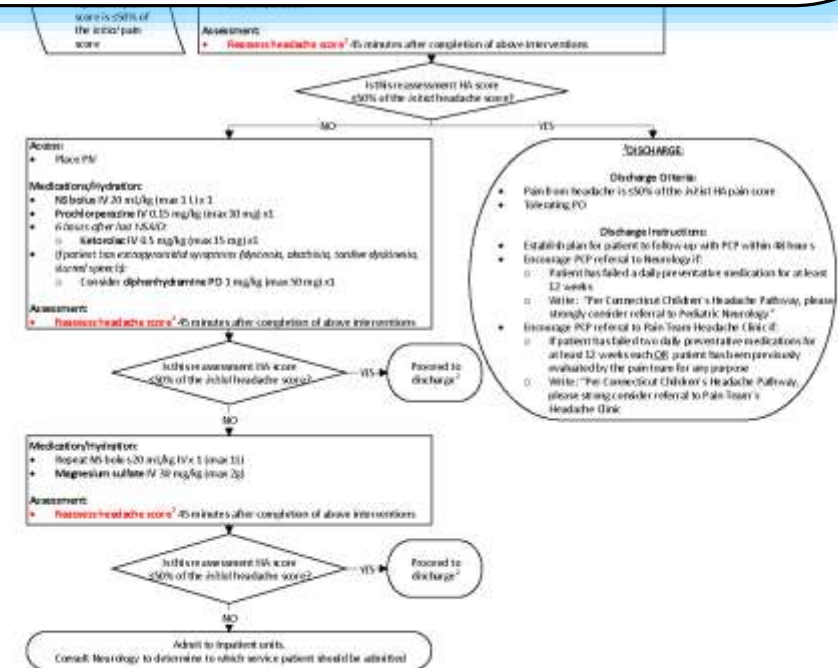 score is ≤50% of
the initial pain
score
Assessment:
• Reassess headache score¹ 45 minutes after completion of above interventions
Is this reassessment HA score
≤50% of the initial headache score?
NO
YES
Access:
• Place PIV
Medications/Hydration:
• NS bolus IV 20 mL/kg (max 1 L) x 1
• Prochlorperazine IV 0.15 mg/kg (max 10 mg) x1
• 6 hours after last NSAID:
o Ketorolac IV 0.5 mg/kg (max 15 mg) x1
• If patient has extrapyramidal symptoms (dystonia, akathisia, tardive dyskinesia,
slurred speech):
o Consider diphenhydramine PO 1 mg/kg (max 50 mg) x1
Assessment:
• Reassess headache score 45 minutes after completion of above interventions
Is this reassessment HA score
≤50% of the initial headache score?
YES
Proceed to
discharge²
NO
Medication/Hydration:
• Repeat NS bolus 20 mL/kg IV x 1 (max 1L)
• Magnesium sulfate IV 30 mg/kg (max 2g)
Assessment:
• Reassess headache score 45 minutes after completion of above interventions
Is this reassessment HA score
≤50% of the initial headache score?
YES
Proceed to
discharge²
NO
Admit to inpatient units.
Consult Neurology to determine to which service patient should be admitted
²DISCHARGE:
Discharge Criteria:
• Pain from headache is ≤50% of the initial HA pain score
• Tolerating PO
Discharge Instructions:
• Establish plan for patient to follow up with PCP within 48 hours
• Encourage PCP referral to Neurology if:
o Patient has failed a daily preventative medication for at least
12 weeks
o Write: "Per Connecticut Children's Headache Pathway, please
strongly consider referral to Pediatric Neurology"
• Encourage PCP referral to Pain Team Headache Clinic if:
o If patient has failed two daily preventative medications for
at least 12 weeks each OR patient has been previously
evaluated by the pain team for any purpose
o Write: "Per Connecticut Children's Headache Pathway,
please strong consider referral to Pain Team's
Headache Clinic